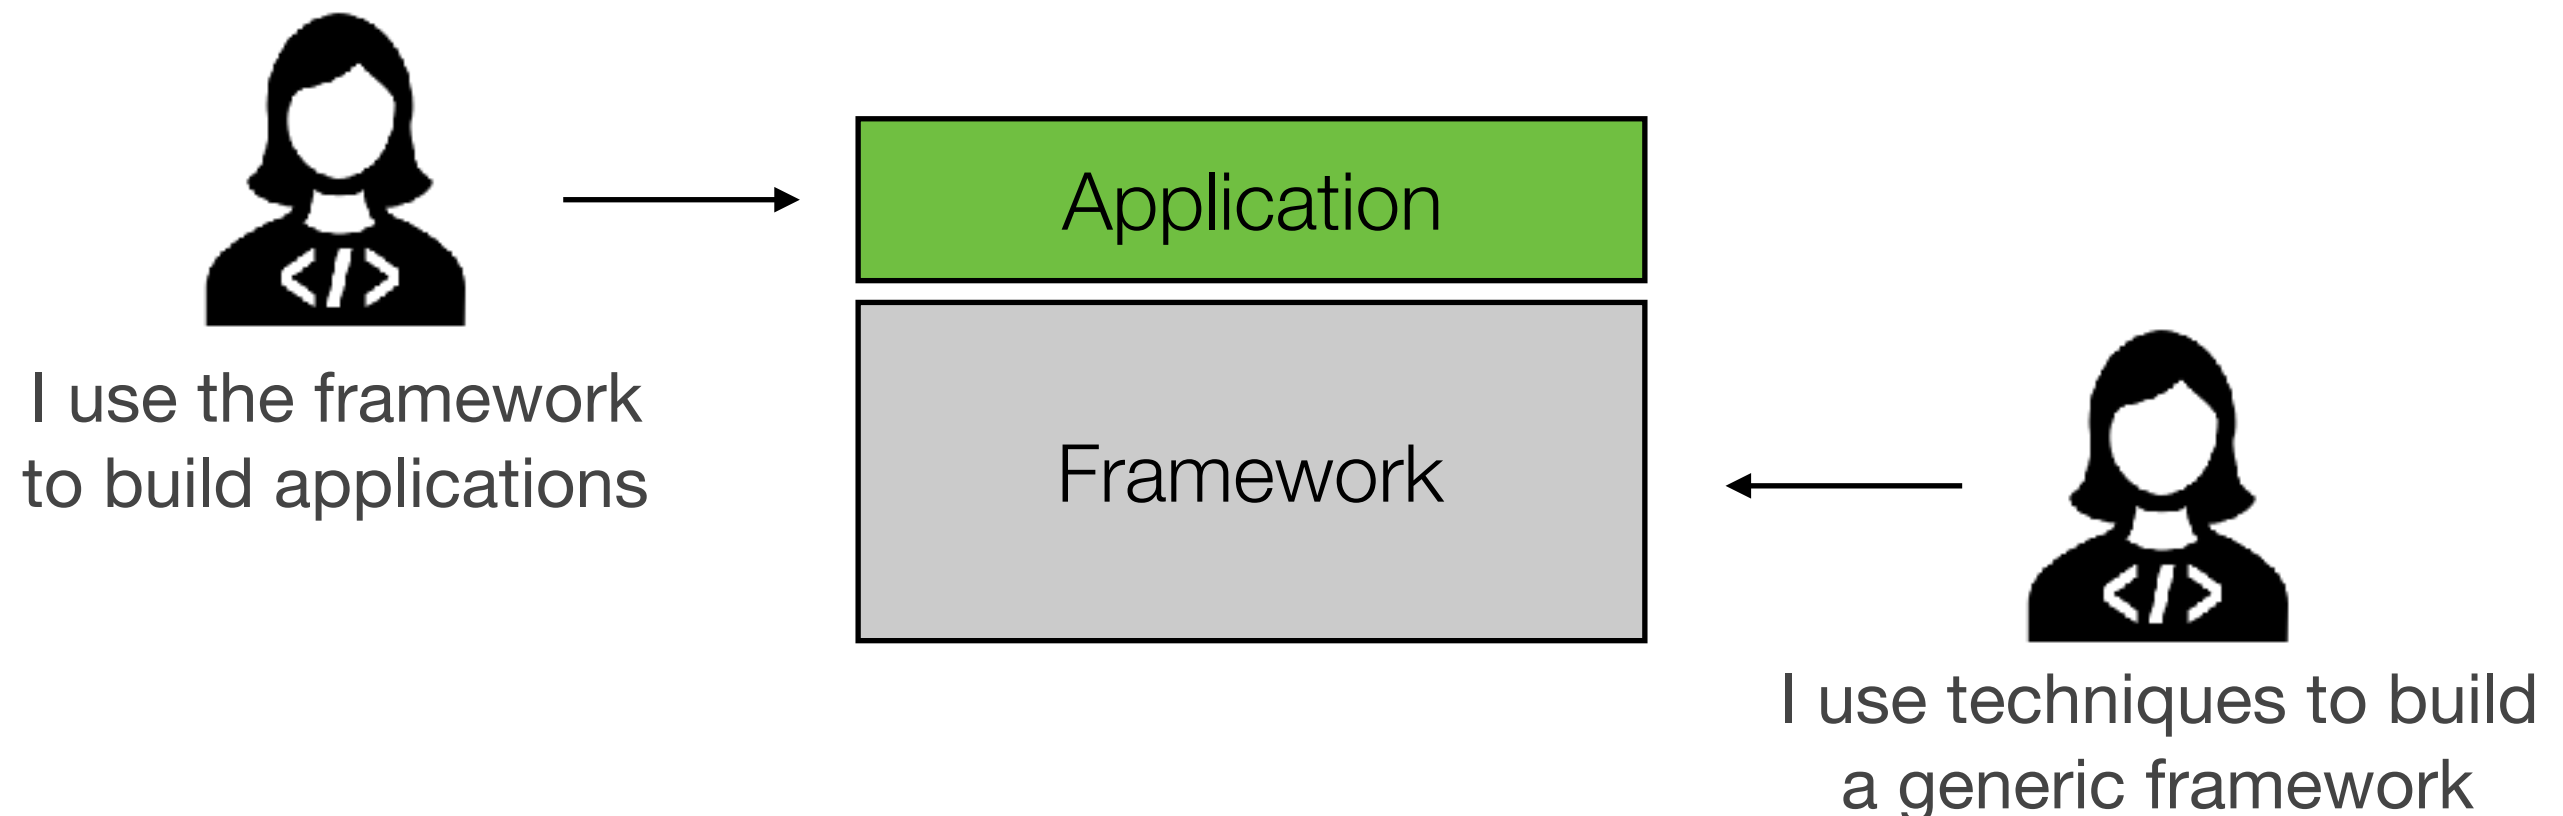 </>
I use the framework
to build applications
Application
Framework
</>
I use techniques to build
a generic framework